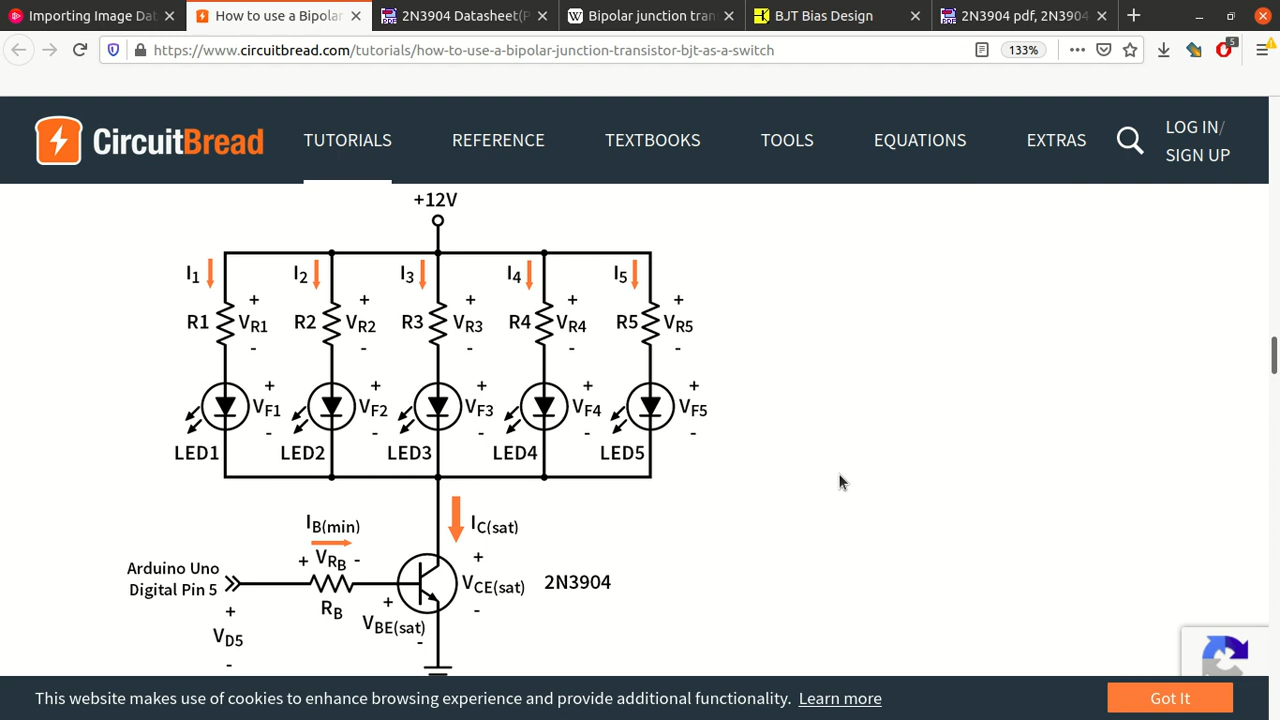 Importing Image Da
How to use a Bipola
2N3904 Datasheet(P
Bipolar junction tran
BJT Bias Design
2N3904 pdf, 2N3904
https://www.circuitbread.com/tutorials/how-to-use-a-bipolar-junction-transistor-bjt-as-a-switch
133%
5
CircuitBread
TUTORIALS
REFERENCE
TEXTBOOKS
TOOLS
EQUATIONS
EXTRAS
LOG IN/
SIGN UP
+12V
I1 I2 I3 I4 I5
+ + + + +
R1 VR1 R2 VR2 R3 VR3 R4 VR4 R5 VR5
- - - - -
+ + + + +
VF1 VF2 VF3 VF4 VF5
- - - - -
LED1 LED2 LED3 LED4 LED5
IB(min) IC(sat)
+ VRB - +
Arduino Uno
Digital Pin 5
VCE(sat) 2N3904
+ RB + -
VBE(sat)
VD5 -
-
This website makes use of cookies to enhance browsing experience and provide additional functionality. Learn more
Got It